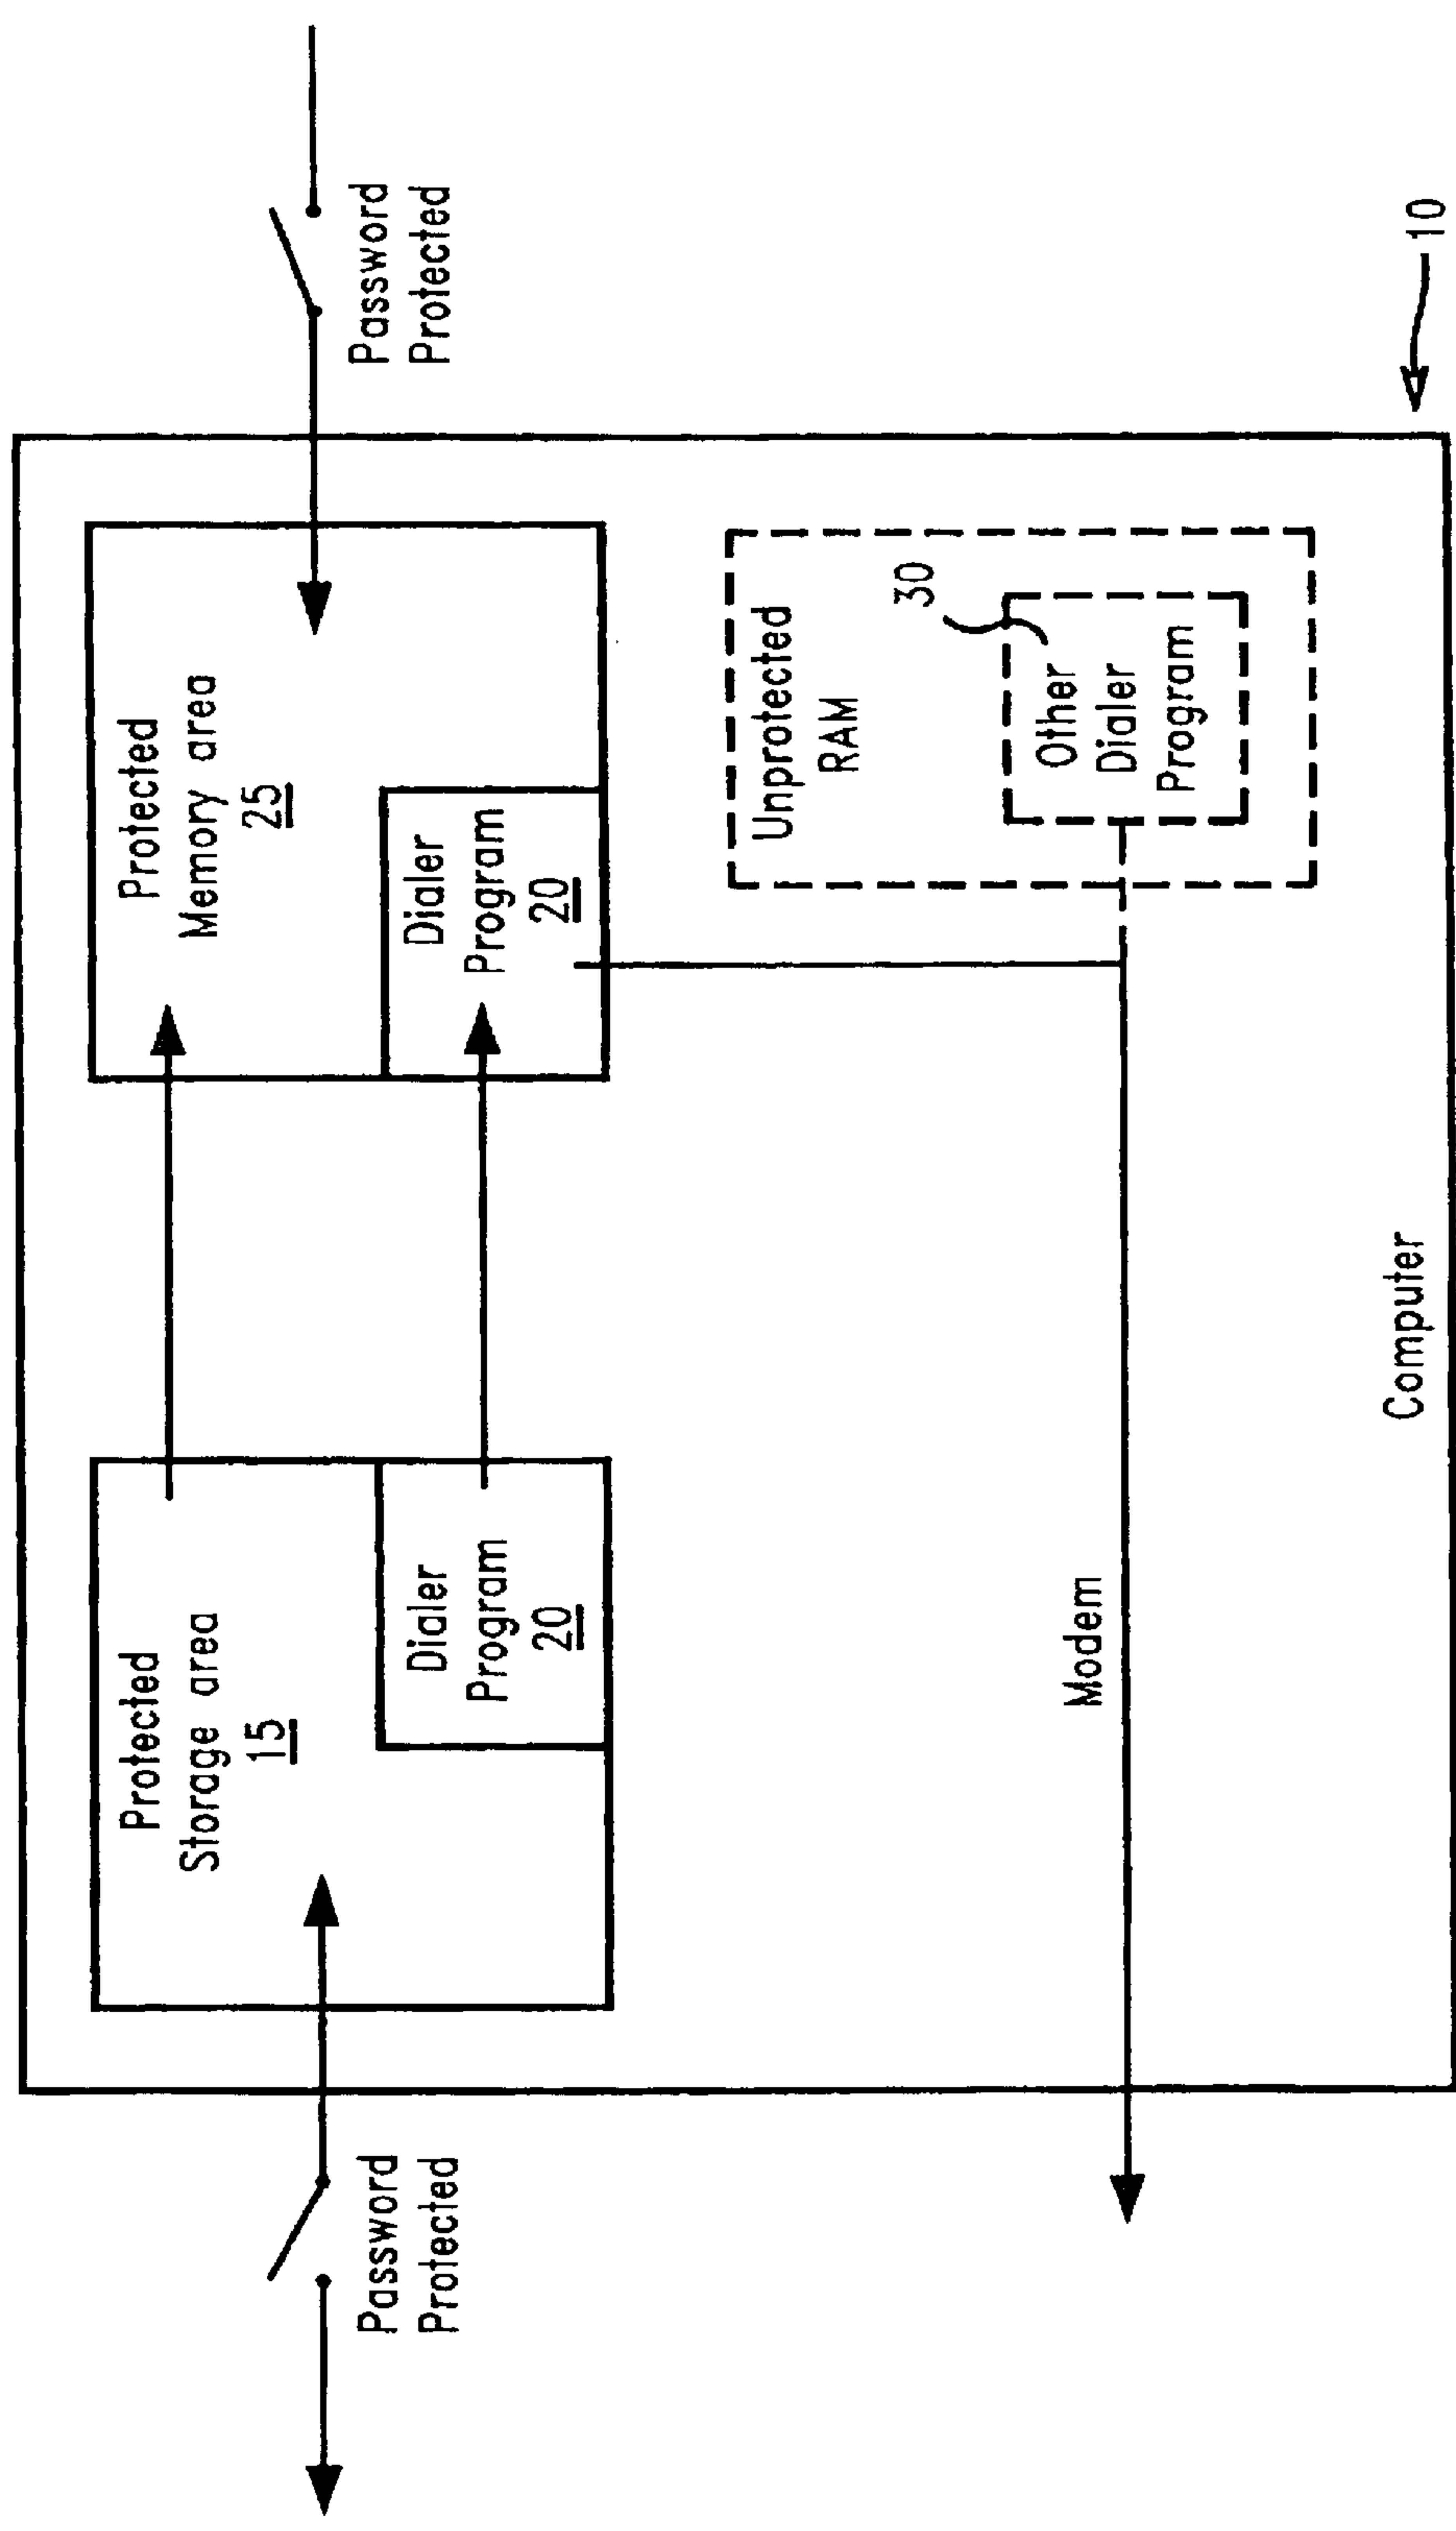 Password
Protected
Protected
Storage area
15
Dialer
Program
20
Protected
Memory area
25
Dialer
Program
20
Password
Protected
Unprotected
RAM
30
Other
Dialer
Program
Modem
Computer
10